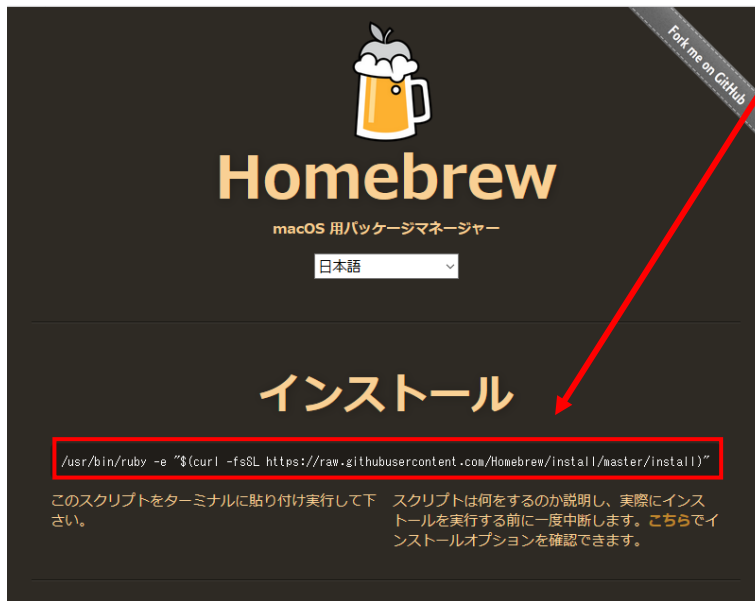 Fork me on GitHub
Homebrew
macOS 用パッケージマネージャー
日本語
インストール
/usr/bin/ruby -e "$(curl -fsSL https://raw.githubusercontent.com/Homebrew/install/master/install)"
このスクリプトをターミナルに貼り付け実行して下
さい。
スクリプトは何をするのか説明し、実際にインス
トールを実行する前に一度中断します。こちらでイ
ンストールオプションを確認できます。